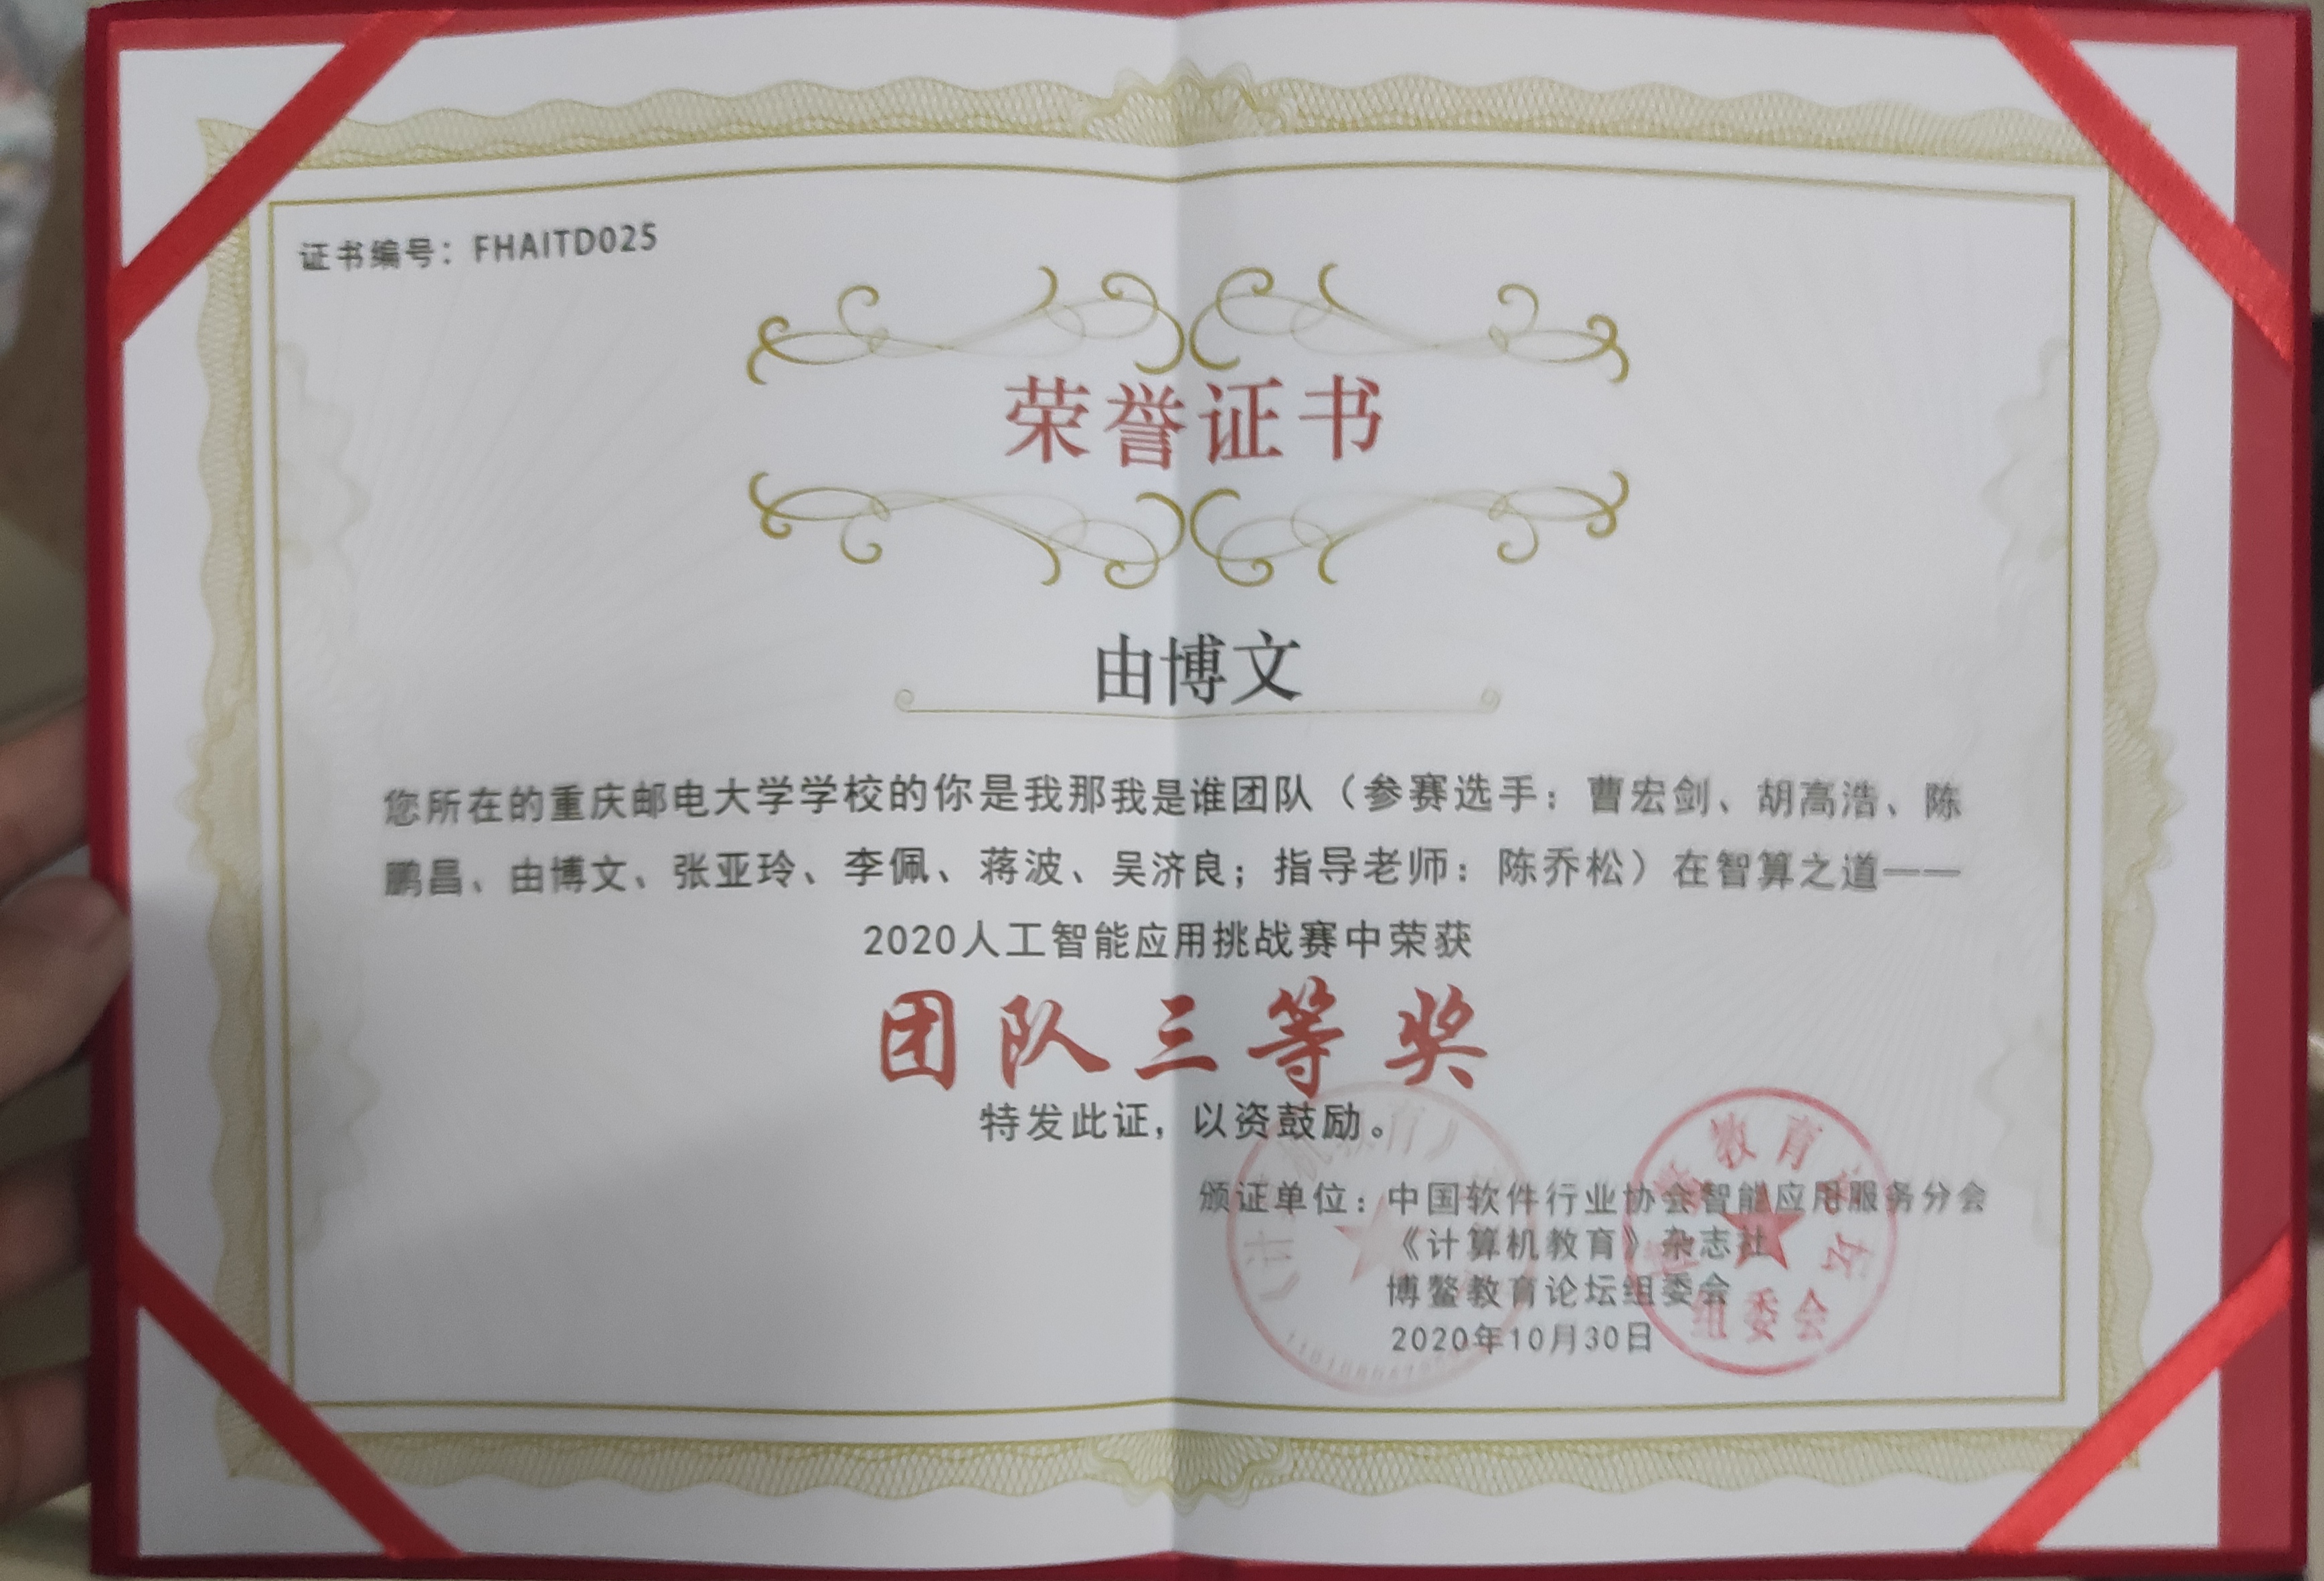 证书编号：FHAITD025
荣誉证书
由博文
您所在的重庆邮电大学学校的你是我那我是谁团队（参赛选手：曹宏剑、胡高浩、陈
鹏昌、由博文、张亚玲、李佩、蒋波、吴济良；指导老师：陈乔松）在智算之道——
2020人工智能应用挑战赛中荣获
团队三等奖
特发此证，以资鼓励。
颁证单位：中国软件行业协会智能应用服务分会
《计算机教育》杂志社
博鳌教育论坛组委会
2020年10月30日
教育
组委会